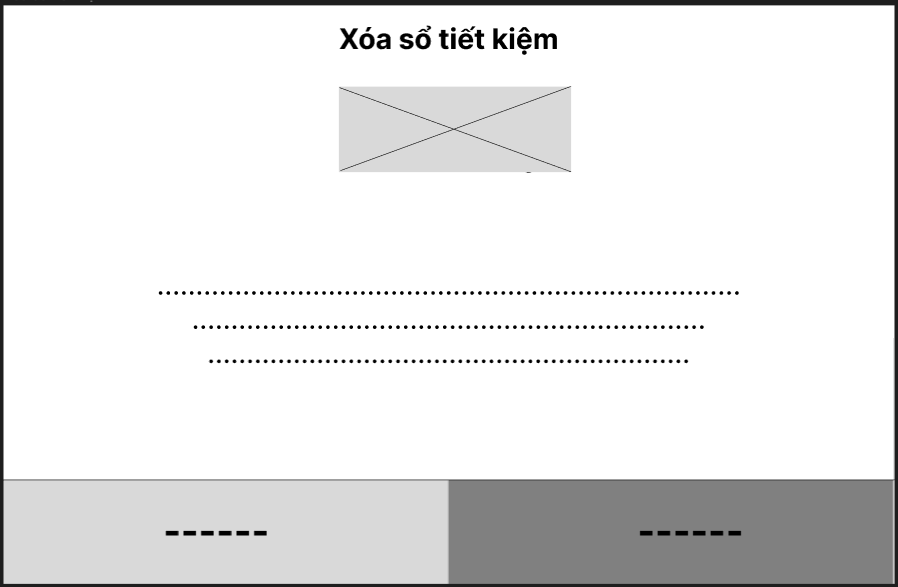 Xóa sổ tiết kiệm
......................................................................
..............................................................
..........................................................
------ ------